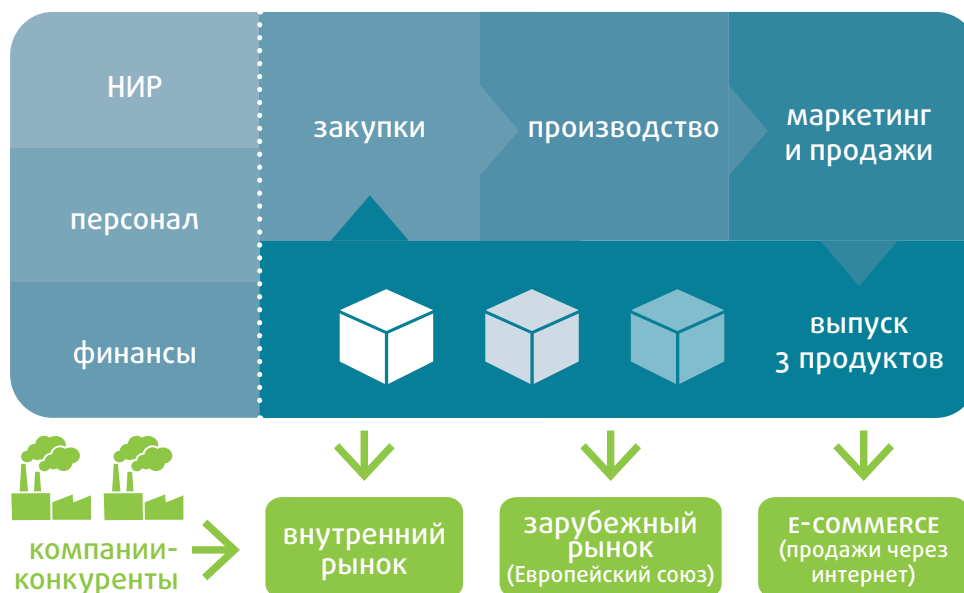 НИР
персонал
финансы
закупки
производство
маркетинг
и продажи
выпуск
3 продуктов
компании-
конкуренты
внутренний
рынок
зарубежный
рынок
(Европейский союз)
E-COMMERCE
(продажи через
интернет)